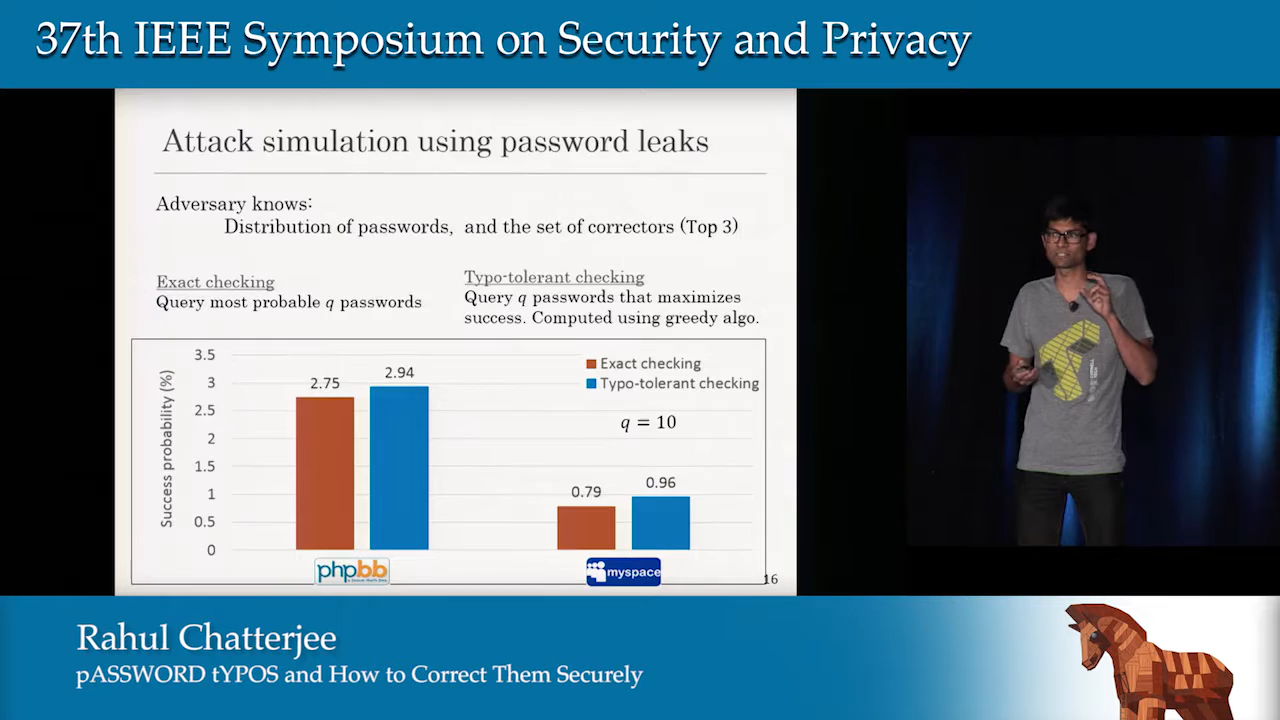 37th IEEE Symposium on Security and Privacy
Attack simulation using password leaks
Adversary knows:
Distribution of passwords, and the set of correctors (Top 3)
Exact checking
Query most probable q passwords
Typo-tolerant checking
Query q passwords that maximizes
success. Computed using greedy algo.
Success probability (%)
3.5
3
2.5
2
1.5
1
0.5
0
2.75
2.94
0.79
0.96
Exact checking
Typo-tolerant checking
q = 10
phpbb
myspace
16
Rahul Chatterjee
pASSWORD tYPOS and How to Correct Them Securely